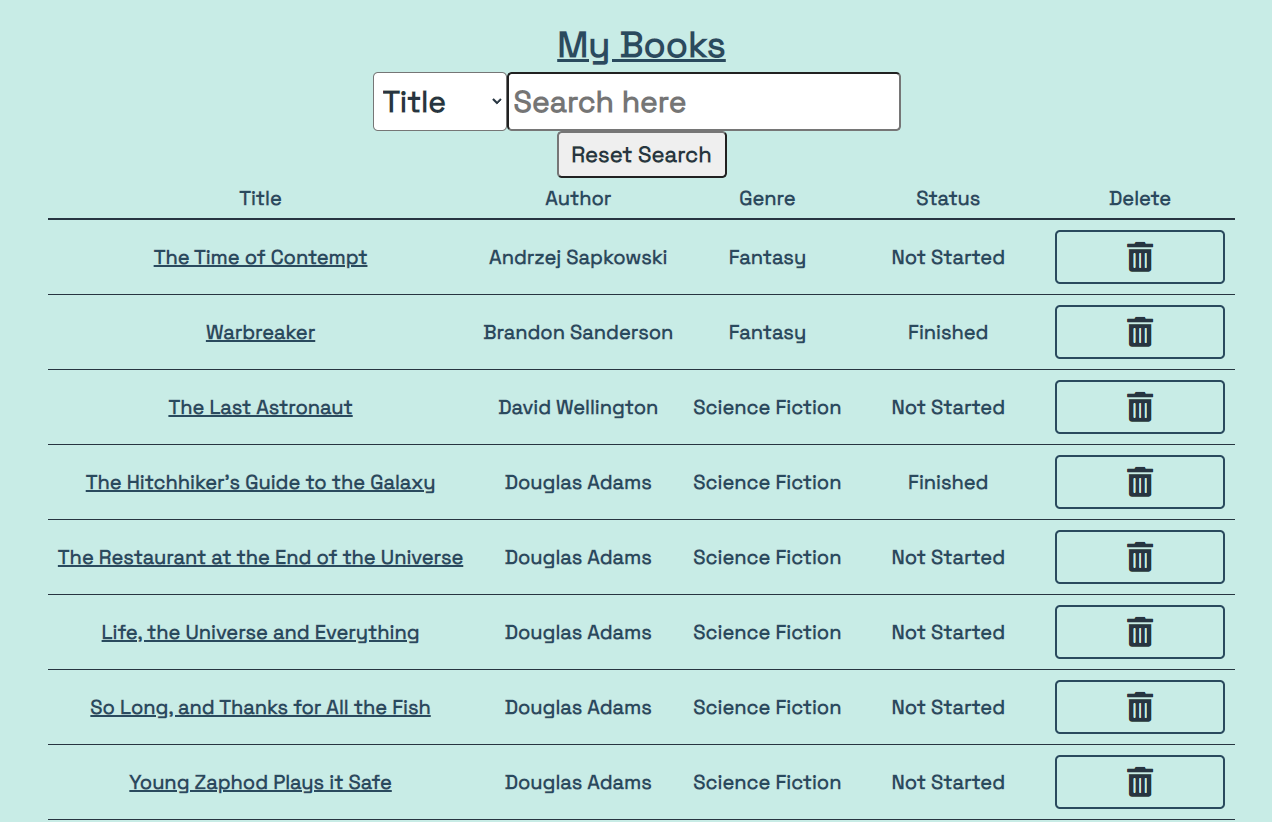 My Books
Title Search here
Reset Search
Title Author Genre Status Delete
The Time of Contempt Andrzej Sapkowski Fantasy Not Started
Warbreaker Brandon Sanderson Fantasy Finished
The Last Astronaut David Wellington Science Fiction Not Started
The Hitchhiker’s Guide to the Galaxy Douglas Adams Science Fiction Finished
The Restaurant at the End of the Universe Douglas Adams Science Fiction Not Started
Life, the Universe and Everything Douglas Adams Science Fiction Not Started
So Long, and Thanks for All the Fish Douglas Adams Science Fiction Not Started
Young Zaphod Plays it Safe Douglas Adams Science Fiction Not Started